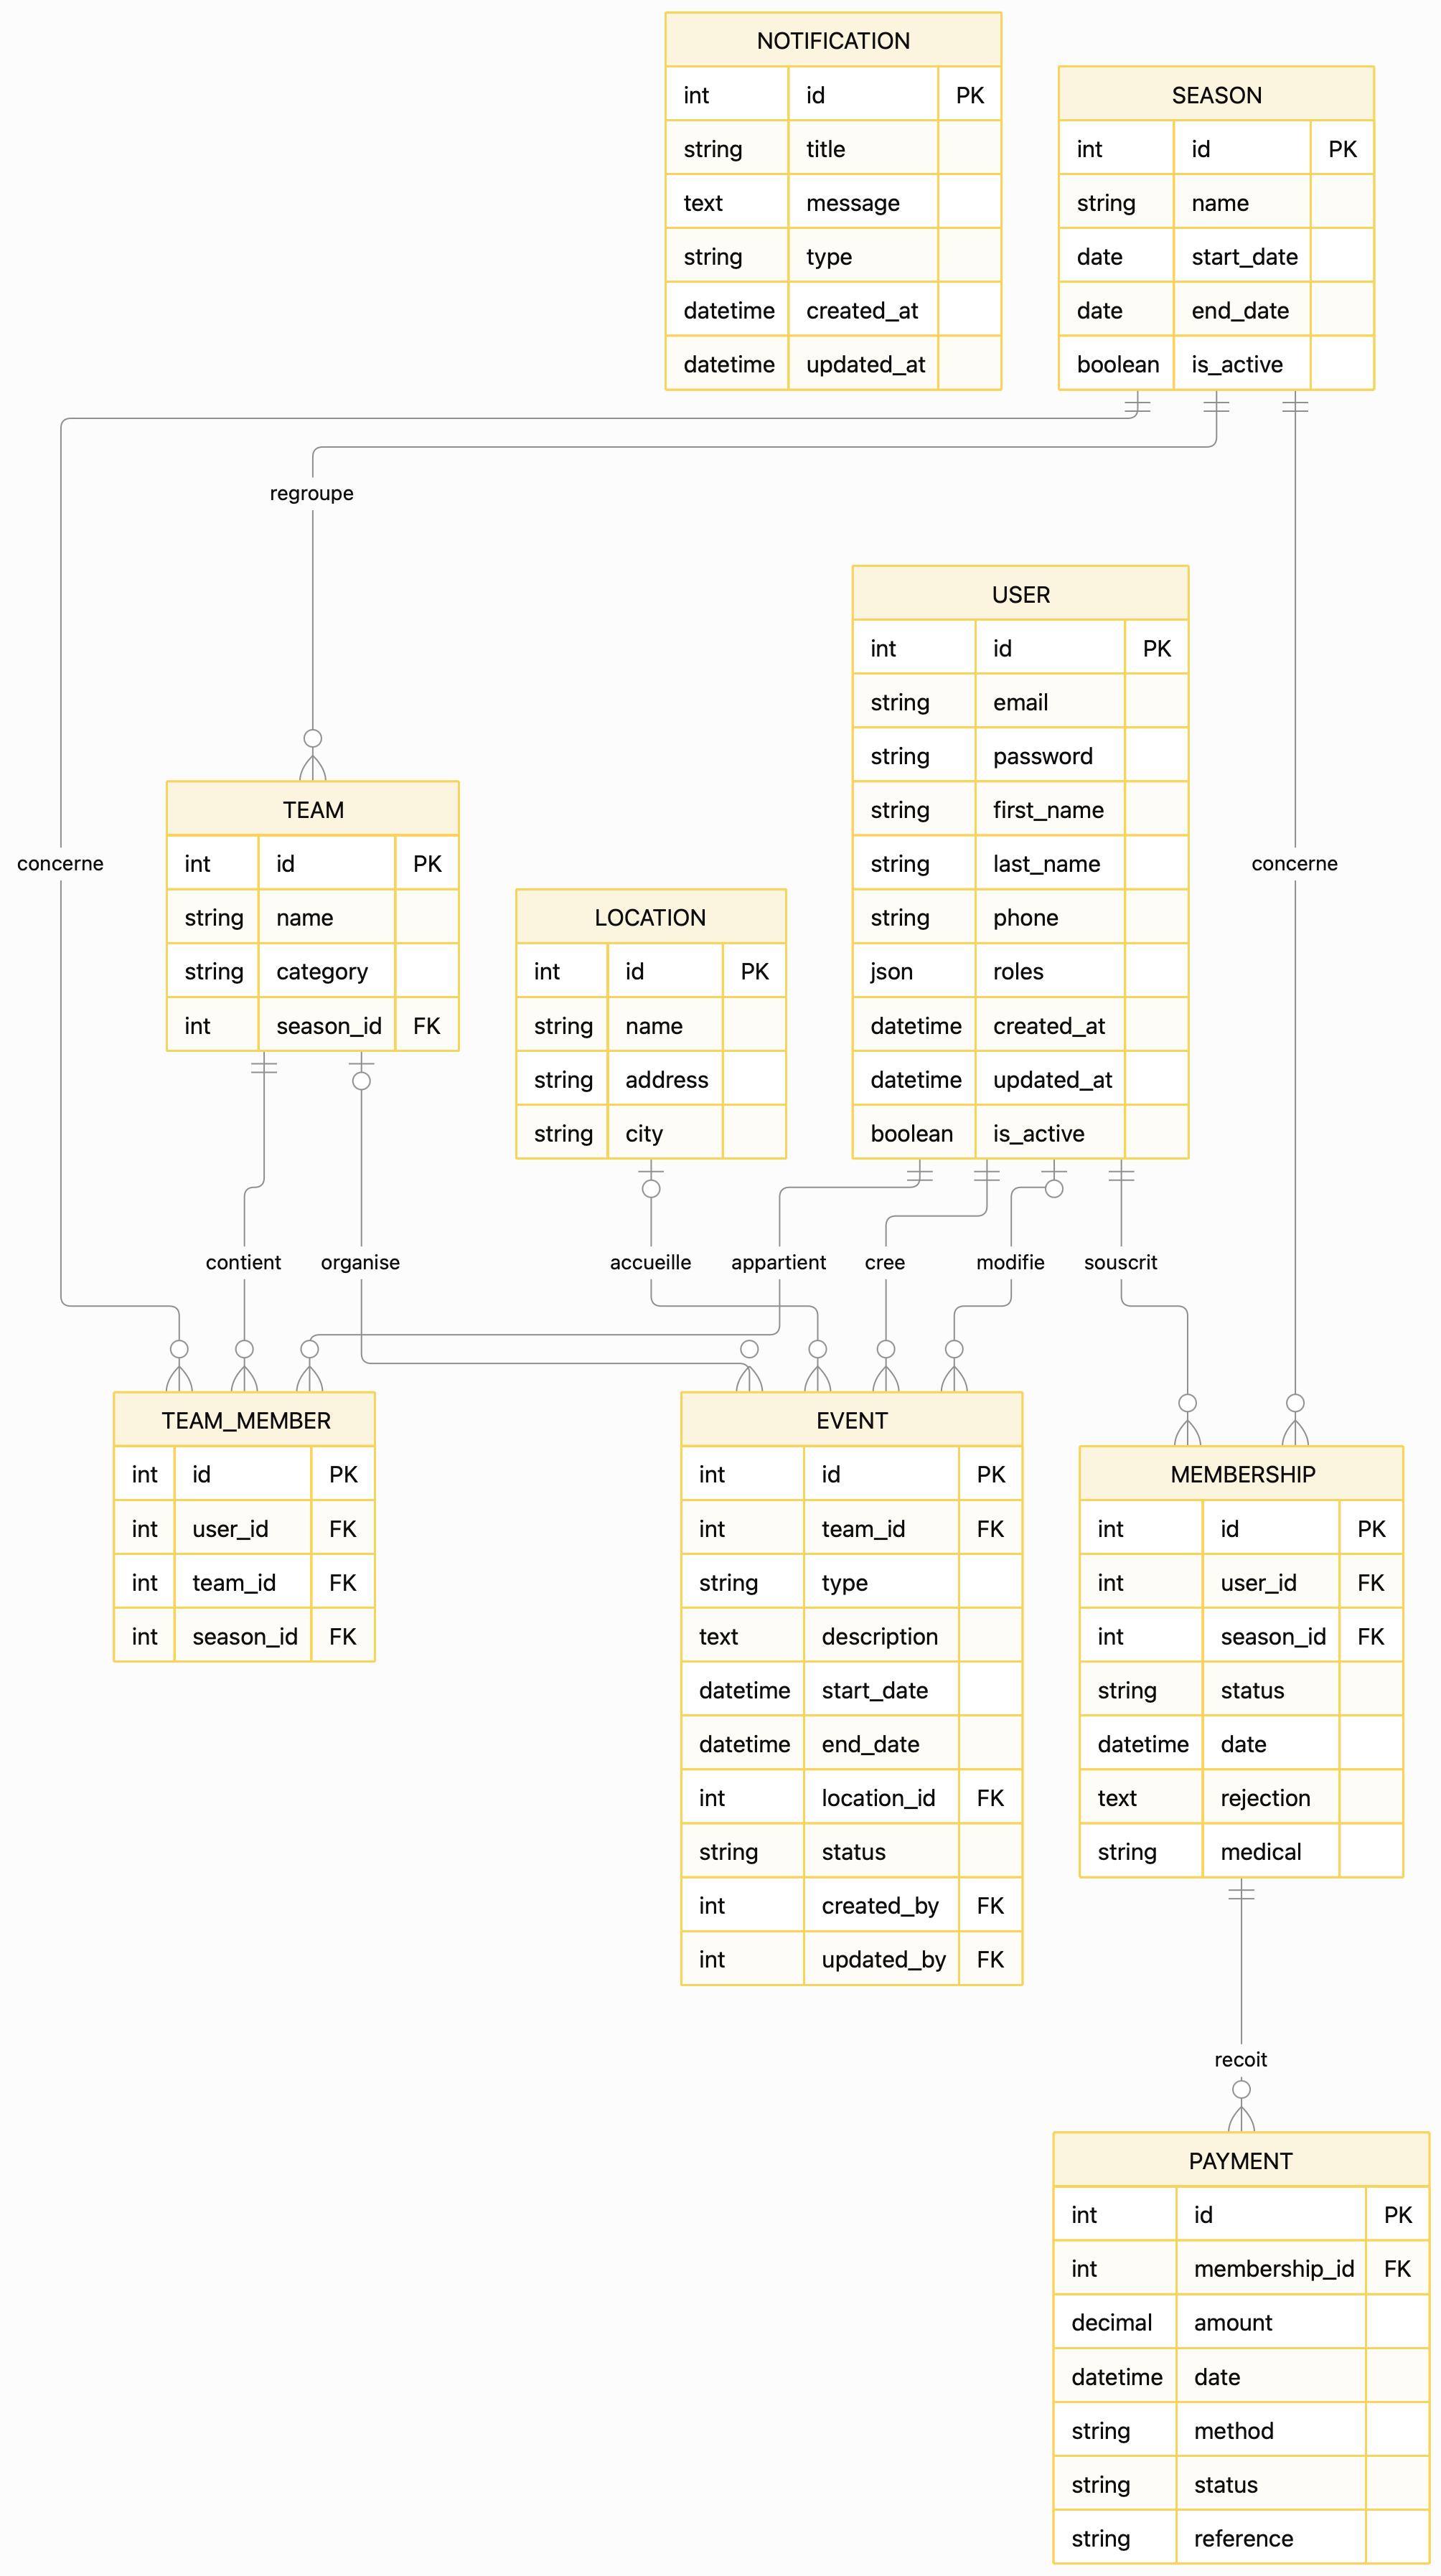 NOTIFICATION
int id PK
string title
text message
string type
datetime created_at
datetime updated_at
SEASON
int id PK
string name
date start_date
date end_date
boolean is_active
regroupe
USER
int id PK
string email
string password
string first_name
string last_name
string phone
json roles
datetime created_at
datetime updated_at
boolean is_active
TEAM
int id PK
string name
string category
int season_id FK
concerne
concerne
LOCATION
int id PK
string name
string address
string city
contient organise accueille appartient cree modifie souscrit
TEAM_MEMBER
int id PK
int user_id FK
int team_id FK
int season_id FK
EVENT
int id PK
int team_id FK
string type
text description
datetime start_date
datetime end_date
int location_id FK
string status
int created_by FK
int updated_by FK
MEMBERSHIP
int id PK
int user_id FK
int season_id FK
string status
datetime date
text rejection
string medical
recoit
PAYMENT
int id PK
int membership_id FK
decimal amount
datetime date
string method
string status
string reference